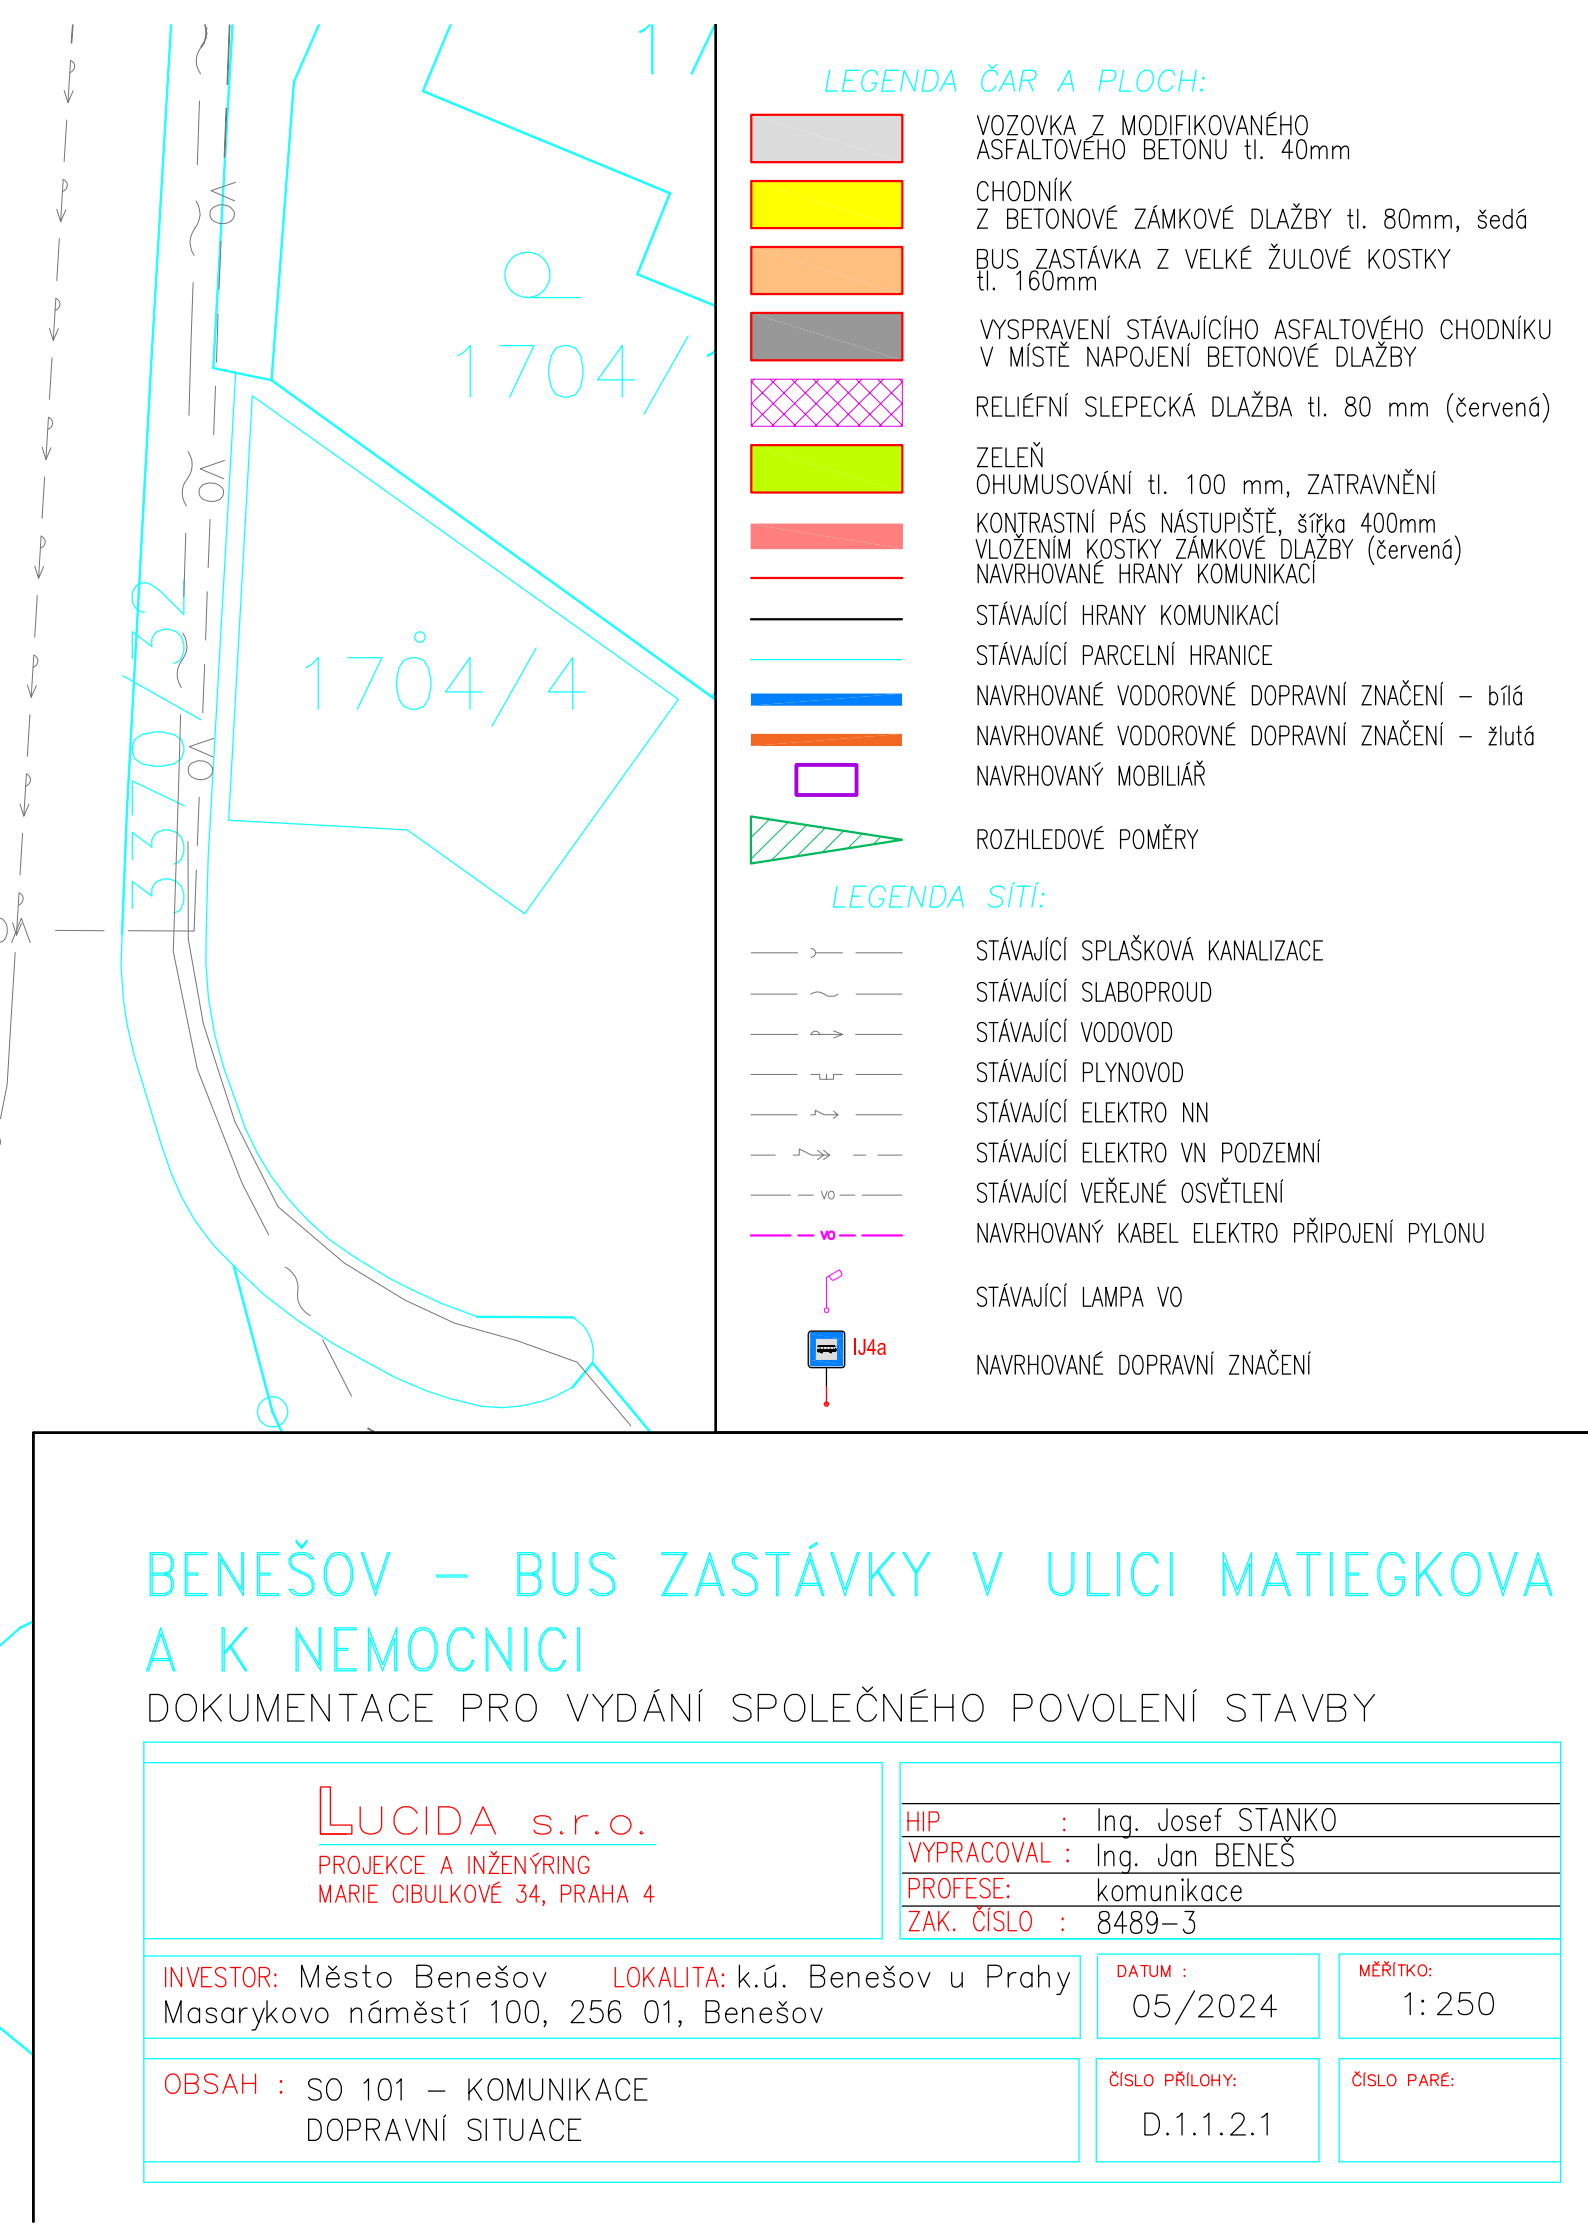 1/
VO
1704/
VO
3370/32
1704/4
VO
LEGENDA ČAR A PLOCH:
VOZOVKA Z MODIFIKOVANÉHO
ASFALTOVÉHO BETONU tl. 40mm
CHODNÍK
Z BETONOVÉ ZÁMKOVÉ DLAŽBY tl. 80mm, šedá
BUS ZASTÁVKA Z VELKÉ ŽULOVÉ KOSTKY
tl. 160mm
VYSPRAVENÍ STÁVAJÍCÍHO ASFALTOVÉHO CHODNÍKU
V MÍSTĚ NAPOJENÍ BETONOVÉ DLAŽBY
RELIÉFNÍ SLEPECKÁ DLAŽBA tl. 80 mm (červená)
ZELEŇ
OHUMUSOVÁNÍ tl. 100 mm, ZATRAVNĚNÍ
KONTRASTNÍ PÁS NÁSTUPIŠTĚ, šířka 400mm
VLOŽENÍM KOSTKY ZÁMKOVÉ DLAŽBY (červená)
NAVRHOVANÉ HRANY KOMUNIKACÍ
STÁVAJÍCÍ HRANY KOMUNIKACÍ
STÁVAJÍCÍ PARCELNÍ HRANICE
NAVRHOVANÉ VODOROVNÉ DOPRAVNÍ ZNAČENÍ – bílá
NAVRHOVANÉ VODOROVNÉ DOPRAVNÍ ZNAČENÍ – žlutá
NAVRHOVANÝ MOBILIÁŘ
ROZHLEDOVÉ POMĚRY
LEGENDA SÍTÍ:
STÁVAJÍCÍ SPLAŠKOVÁ KANALIZACE
STÁVAJÍCÍ SLABOPROUD
STÁVAJÍCÍ VODOVOD
STÁVAJÍCÍ PLYNOVOD
STÁVAJÍCÍ ELEKTRO NN
STÁVAJÍCÍ ELEKTRO VN PODZEMNÍ
VO STÁVAJÍCÍ VEŘEJNÉ OSVĚTLENÍ
VO NAVRHOVANÝ KABEL ELEKTRO PŘIPOJENÍ PYLONU
STÁVAJÍCÍ LAMPA VO
IJ4a
NAVRHOVANÉ DOPRAVNÍ ZNAČENÍ
BENEŠOV – BUS ZASTÁVKY V ULICI MATIEGKOVA
A K NEMOCNICI
DOKUMENTACE PRO VYDÁNÍ SPOLEČNÉHO POVOLENÍ STAVBY
LUCIDA s.r.o.
PROJEKCE A INŽENÝRING
MARIE CIBULKOVÉ 34, PRAHA 4
HIP : Ing. Josef STANKO
VYPRACOVAL : Ing. Jan BENEŠ
PROFESE: komunikace
ZAK. ČÍSLO : 8489–3
INVESTOR: Město Benešov LOKALITA: k.ú. Benešov u Prahy
Masarykovo náměstí 100, 256 01, Benešov
DATUM :
05/2024
MĚŘÍTKO:
1:250
OBSAH : SO 101 – KOMUNIKACE
DOPRAVNÍ SITUACE
ČÍSLO PŘÍLOHY:
D.1.1.2.1
ČÍSLO PARÉ: